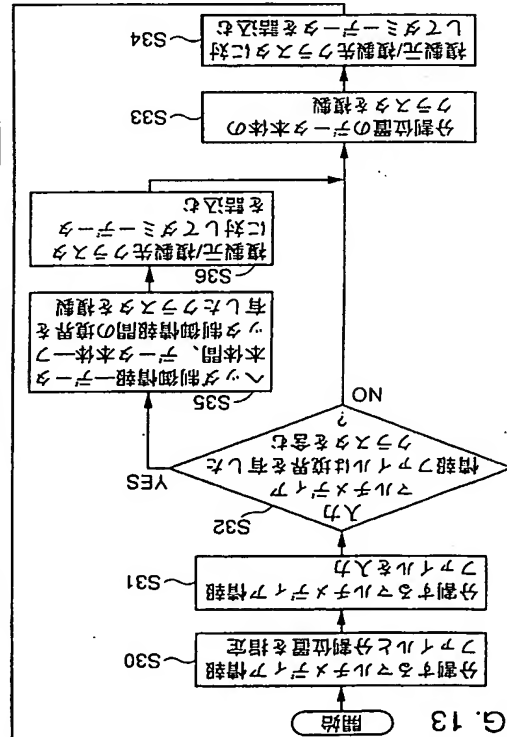 G. 13
開始
分割するマルチメディア情報
ファイルと分割位置を指定
S30
分割するマルチメディア情報
ファイルを入力
S31
入力
マルチメディア
情報ファイルは境界を有した
クラスタを含む
?
S32
YES
NO
S35
ヘッダ制御情報—データ
本体間、データ本体—フ
ッタ制御情報間の境界を
有したクラスタを複製
S36
複製元/複製先クラスタ
に対してダミーデータ
を詰込む
分割位置のデータ本体の
クラスタを複製
S33
複製元/複製先クラスタに対
してダミーデータを詰込む
S34